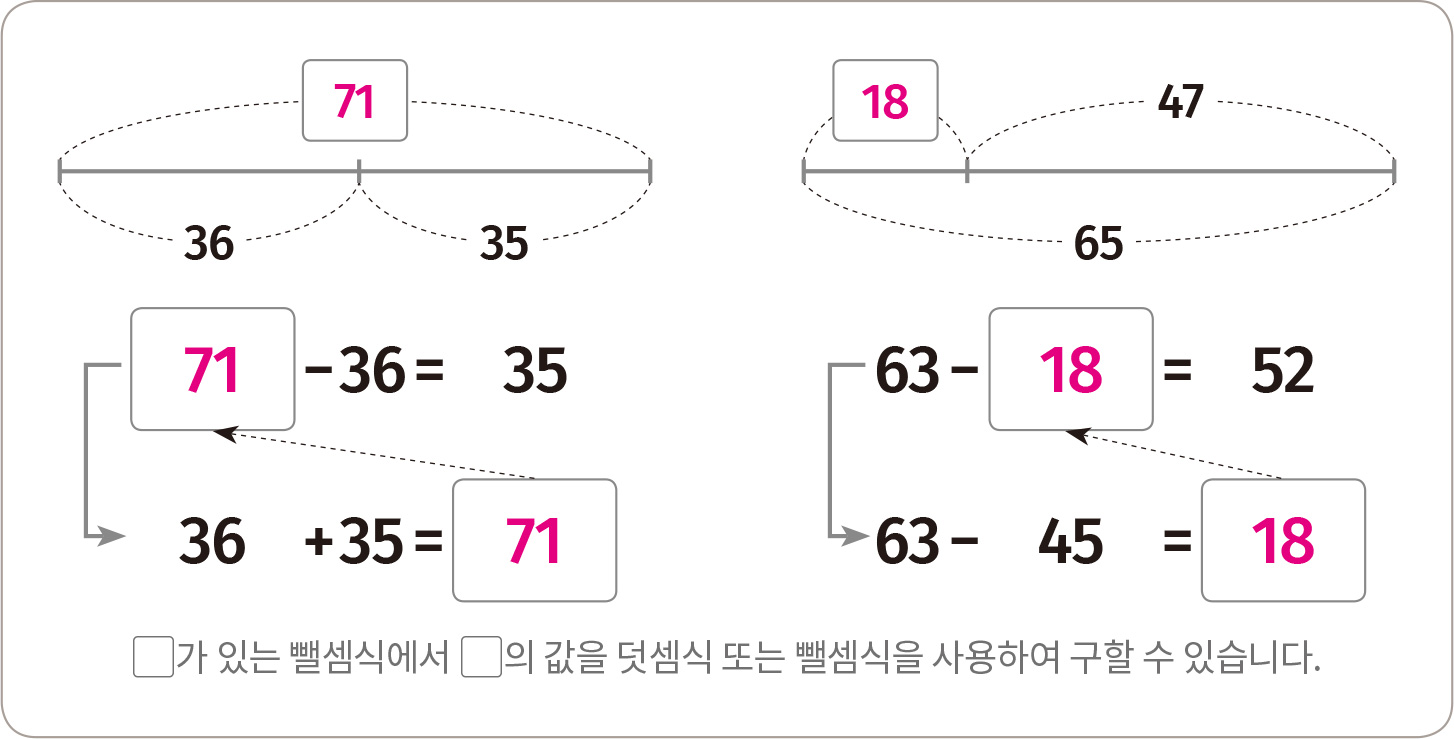 71
18
47
36
35
65
71 - 36 = 35
63 - 18 = 52
36 + 35 = 71
63 - 45 = 18
□가 있는 뺄셈식에서 □의 값을 덧셈식 또는 뺄셈식을 사용하여 구할 수 있습니다.